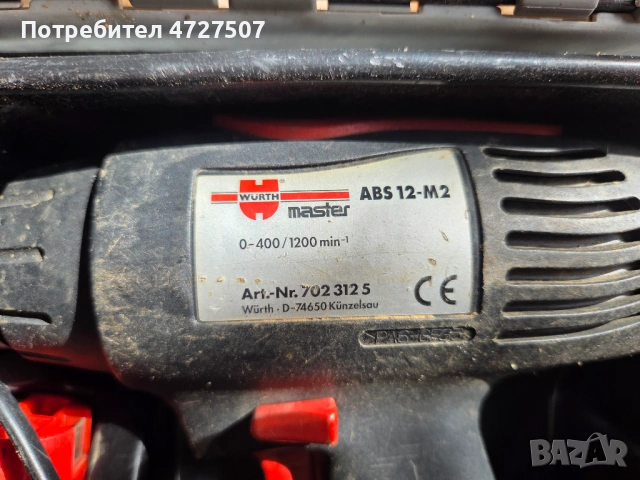 Потребител 4727507
WÜRTH
master
ABS 12-M2
0-400/1200 min-1
Art.-Nr. 702 312 5
Würth · D-74650 Künzelsau
CE
BAZAR